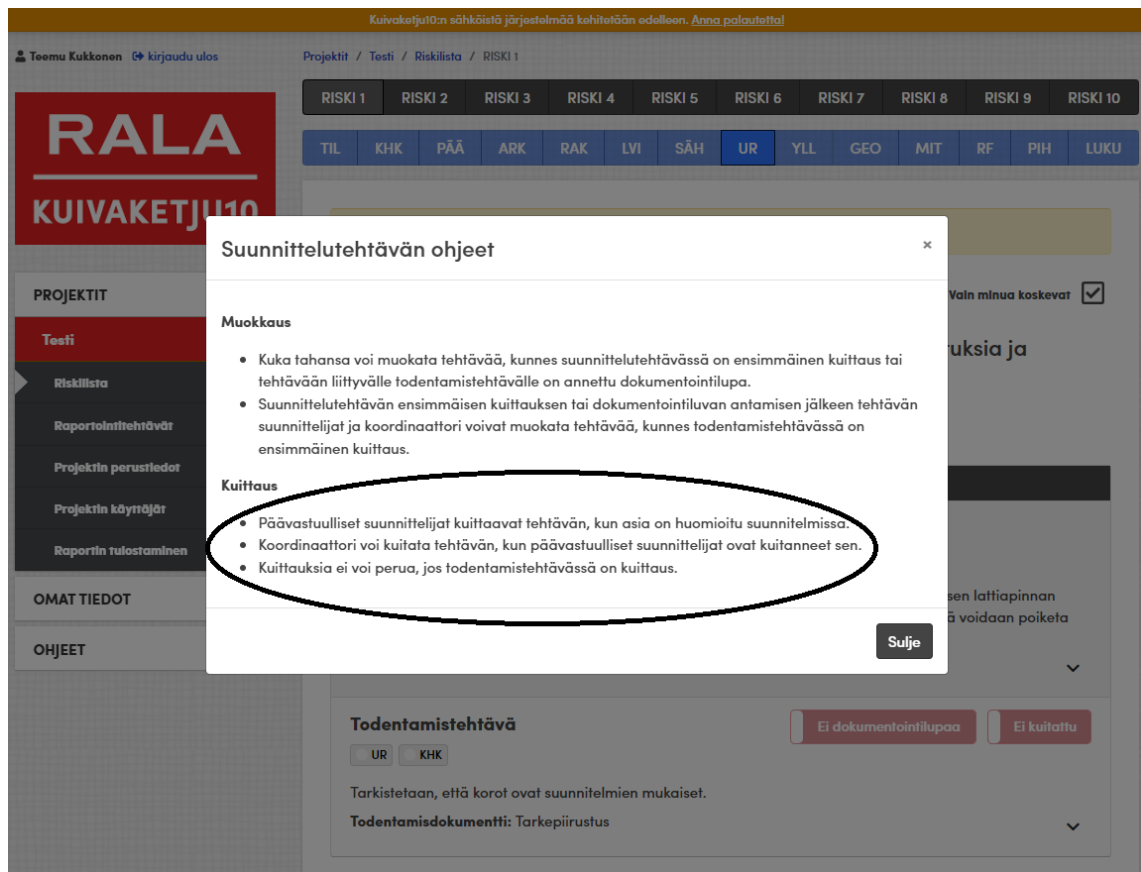 Kuivaketju10:n sähköistä järjestelmää kehitetään edelleen. Anna palautetta!
Teemu Kukkonen kirjaudu ulos
Projektit / Testi / Riskilista / RISKI 1
RISKI 1 RISKI 2 RISKI 3 RISKI 4 RISKI 5 RISKI 6 RISKI 7 RISKI 8 RISKI 9 RISKI 10
TIL KHK PÄÄ ARK RAK LVI SÄH UR YLL GEO MIT RF PIH LUKU
RALA
KUIVAKETJU10
PROJEKTIT
Testi
Riskilista
Raportointitehtävät
Projektin perustiedot
Projektin käyttäjät
Raportin tulostaminen
OMAT TIEDOT
OHJEET
Suunnittelutehtävän ohjeet ×
Muokkaus
• Kuka tahansa voi muokata tehtävää, kunnes suunnittelutehtävässä on ensimmäinen kuittaus tai
tehtävään liittyvälle todentamistehtävälle on annettu dokumentointilupa.
• Suunnittelutehtävän ensimmäisen kuittauksen tai dokumentointiluvan antamisen jälkeen tehtävän
suunnittelijat ja koordinaattori voivat muokata tehtävää, kunnes todentamistehtävässä on
ensimmäinen kuittaus.
Kuittaus
• Päävastuulliset suunnittelijat kuittaavat tehtävän, kun asia on huomioitu suunnitelmissa.
• Koordinaattori voi kuitata tehtävän, kun päävastuulliset suunnittelijat ovat kuitanneet sen.
• Kuittauksia ei voi perua, jos todentamistehtävässä on kuittaus.
Sulje
Vain minua koskevat
uksia ja
sen lattiapinnan
ä voidaan poiketa
Todentamistehtävä Ei dokumentointilupaa Ei kuitattu
UR KHK
Tarkistetaan, että korot ovat suunnitelmien mukaiset.
Todentamisdokumentti: Tarkepiirustus